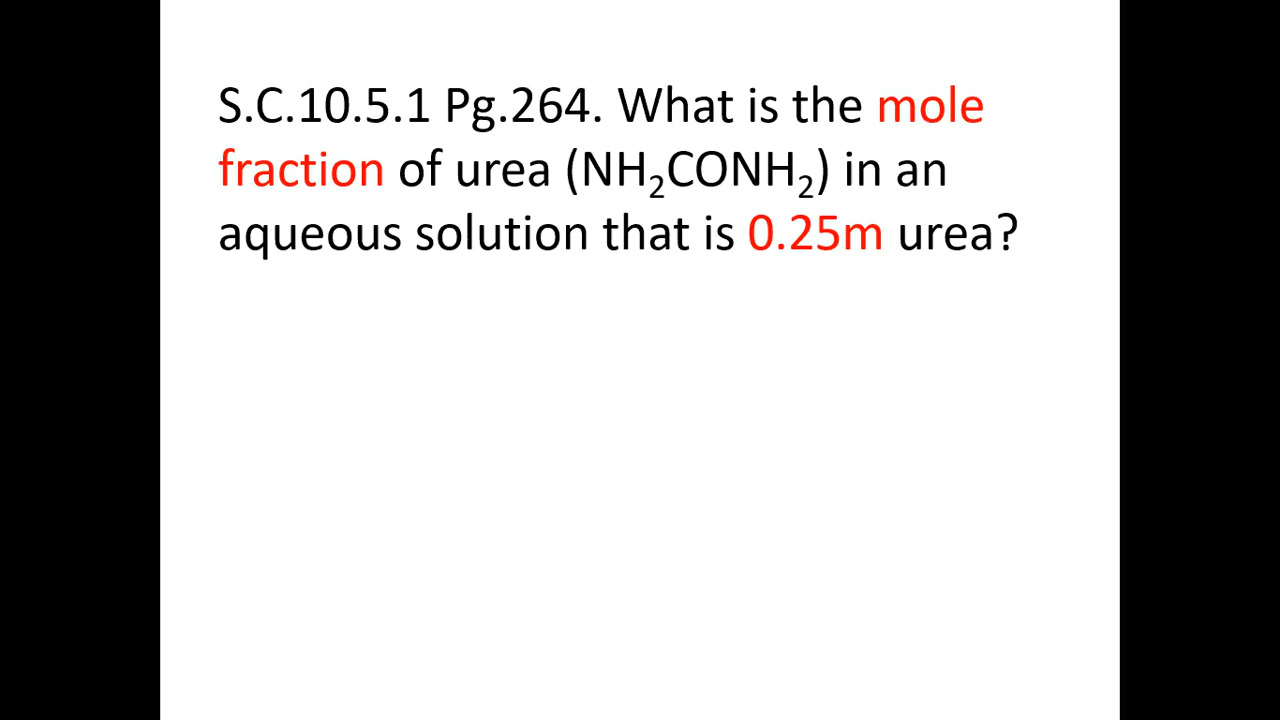 S.C.10.5.1 Pg.264. What is the mole
fraction of urea (NH₂CONH₂) in an
aqueous solution that is 0.25m urea?